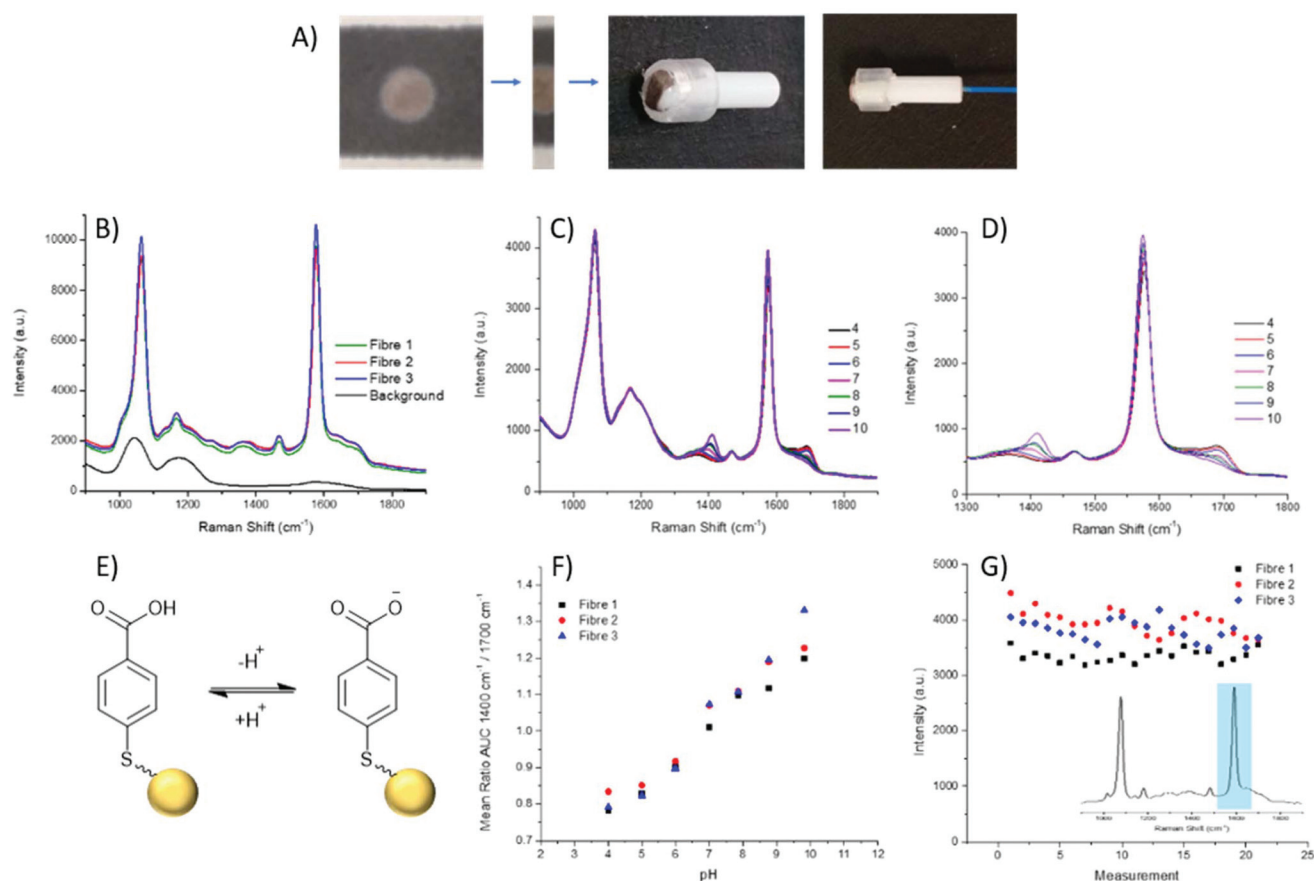 A)
B)
10000
8000
6000
4000
2000
0
Intensity (a.u.)
Fibre 1
Fibre 2
Fibre 3
Background
1000 1200 1400 1600 1800
Raman Shift (cm⁻¹)
C)
4000
3000
2000
1000
0
Intensity (a.u.)
4
5
6
7
8
9
10
1000 1200 1400 1600 1800
Raman Shift (cm⁻¹)
D)
4000
3000
2000
1000
0
Intensity (a.u.)
4
5
6
7
8
9
10
1300 1400 1500 1600 1700 1800
Raman Shift (cm⁻¹)
E)
O OH
-H⁺
+H⁺
S
O O⁻
S
F)
1.4
1.3
1.2
1.1
1.0
0.9
0.8
0.7
Mean Ratio AUC 1400 cm⁻¹ / 1700 cm⁻¹
Fibre 1
Fibre 2
Fibre 3
2 3 4 5 6 7 8 9 10 11 12
pH
G)
5000
4000
3000
2000
1000
0
Intensity (a.u.)
Fibre 1
Fibre 2
Fibre 3
1000 1200 1400 1600 1800
Raman Shift (cm⁻¹)
0 5 10 15 20 25
Measurement